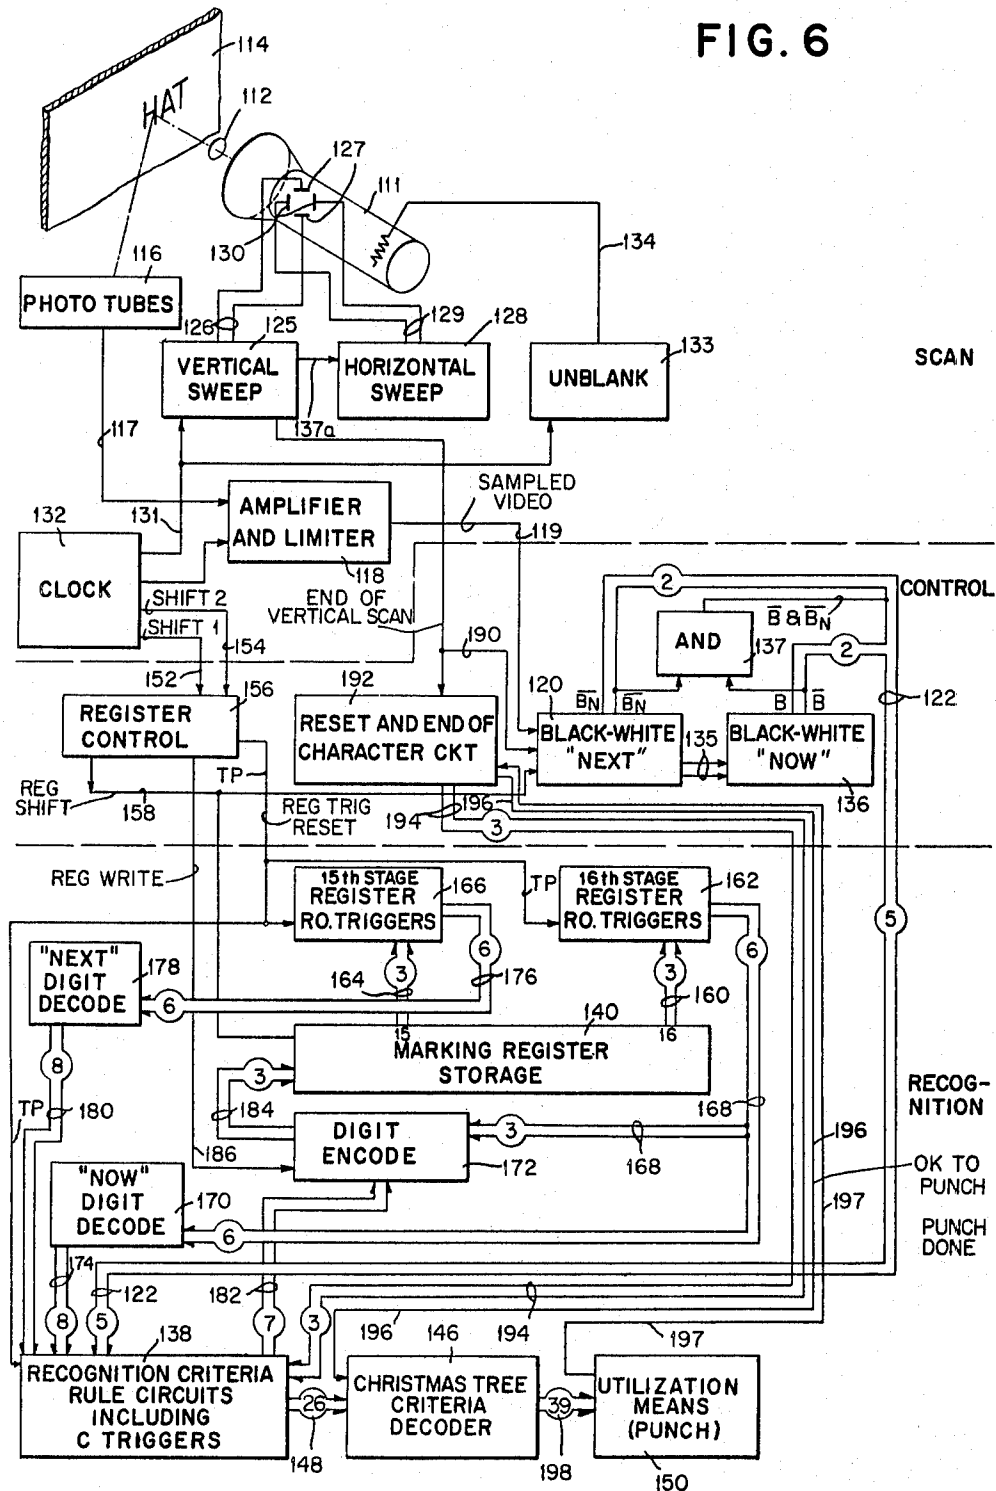 FIG. 6
114
HAT
112
127
111
130
134
116
PHOTO TUBES
126
125
129
128
133
VERTICAL
SWEEP
HORIZONTAL
SWEEP
UNBLANK
SCAN
137a
117
SAMPLED
VIDEO
132
131
AMPLIFIER
AND LIMITER
118
119
CLOCK
2
CONTROL
END OF
VERTICAL SCAN
SHIFT 2
SHIFT 1
B̅ & B̅N̅
AND
137
190
2
154
152
156
192
120
B̅N̅
B̅N̅
B
B̅
122
REGISTER
CONTROL
RESET AND END OF
CHARACTER CKT
BLACK-WHITE
"NEXT"
135
BLACK-WHITE
"NOW"
136
TP
REG
SHIFT
158
REG TRIG
RESET
194
196
3
REG WRITE
15th STAGE
REGISTER
RO. TRIGGERS
166
TP
16th STAGE
REGISTER
RO. TRIGGERS
162
5
"NEXT"
DIGIT
DECODE
178
6
6
164
3
176
3
160
6
140
15
16
MARKING REGISTER
STORAGE
8
3
RECOG-
NITION
TP
180
184
168
DIGIT
ENCODE
172
3
168
196
186
OK TO
PUNCH
"NOW"
DIGIT
DECODE
170
197
6
PUNCH
DONE
174
122
182
8
5
7
3
196
194
197
138
146
RECOGNITION CRITERIA
RULE CIRCUITS
INCLUDING
C TRIGGERS
26
148
CHRISTMAS TREE
CRITERIA
DECODER
39
198
UTILIZATION
MEANS
(PUNCH)
150